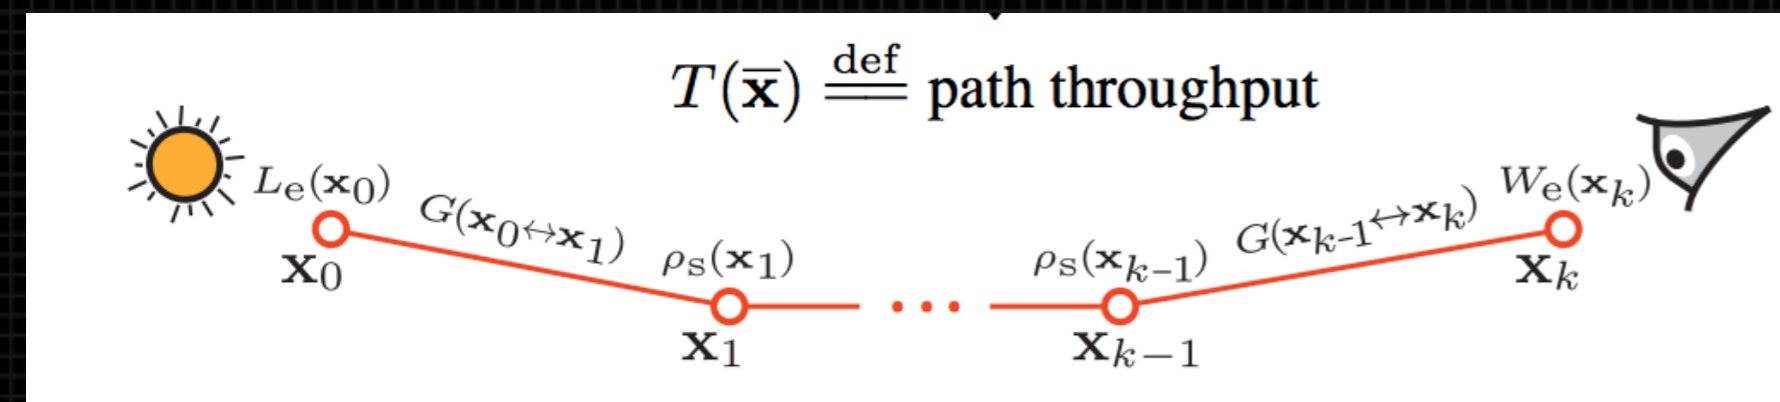 T(x̄) def== path throughput
Lₑ(x₀) G(x₀↔x₁) ρₛ(x₁) ρₛ(xₖ₋₁) G(xₖ₋₁↔xₖ) Wₑ(xₖ)
x₀ x₁ ··· xₖ₋₁ xₖ